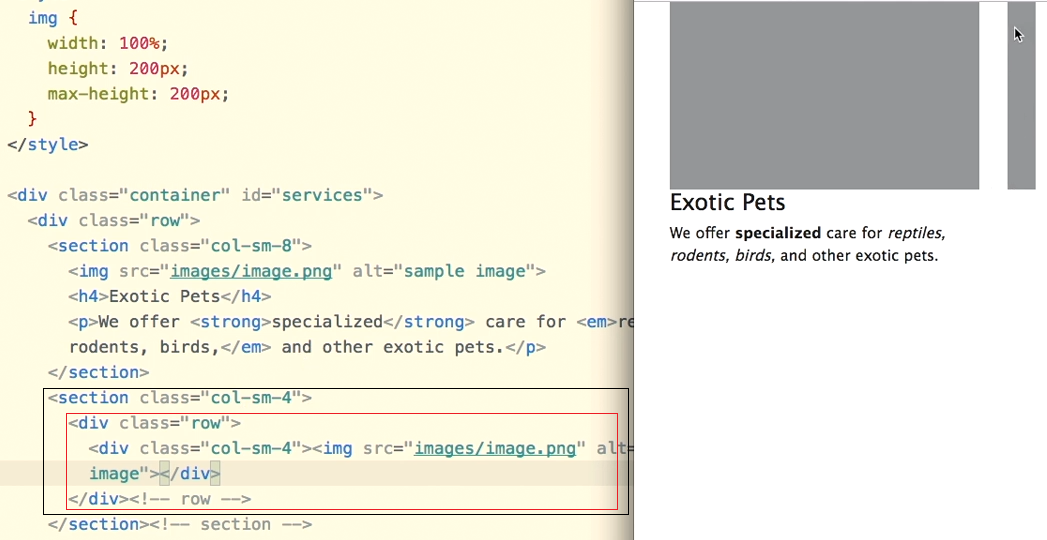 img {
width: 100%;
height: 200px;
max-height: 200px;
}
</style>
<div class="container" id="services">
<div class="row">
<section class="col-sm-8">
<img src="images/image.png" alt="sample image">
<h4>Exotic Pets</h4>
<p>We offer <strong>specialized</strong> care for <em>re
rodents, birds,</em> and other exotic pets.</p>
</section>
<section class="col-sm-4">
<div class="row">
<div class="col-sm-4"><img src="images/image.png" alt=
image"></div>
</div><!-- row -->
</section><!-- section -->
Exotic Pets
We offer specialized care for reptiles,
rodents, birds, and other exotic pets.